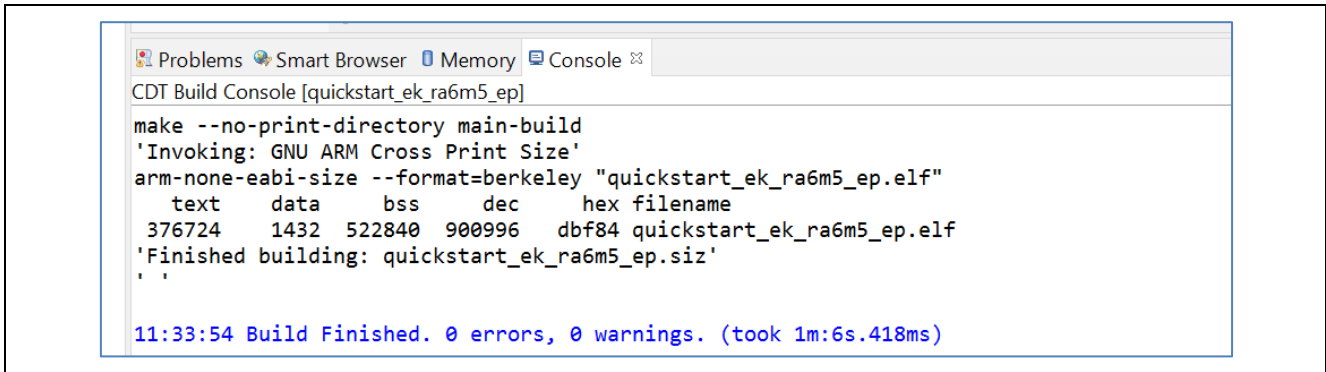 Problems Smart Browser Memory Console
CDT Build Console [quickstart_ek_ra6m5_ep]
make --no-print-directory main-build
'Invoking: GNU ARM Cross Print Size'
arm-none-eabi-size --format=berkeley "quickstart_ek_ra6m5_ep.elf"
   text    data     bss     dec     hex filename
 376724    1432  522840  900996   dbf84 quickstart_ek_ra6m5_ep.elf
'Finished building: quickstart_ek_ra6m5_ep.siz'
' '
11:33:54 Build Finished. 0 errors, 0 warnings. (took 1m:6s.418ms)